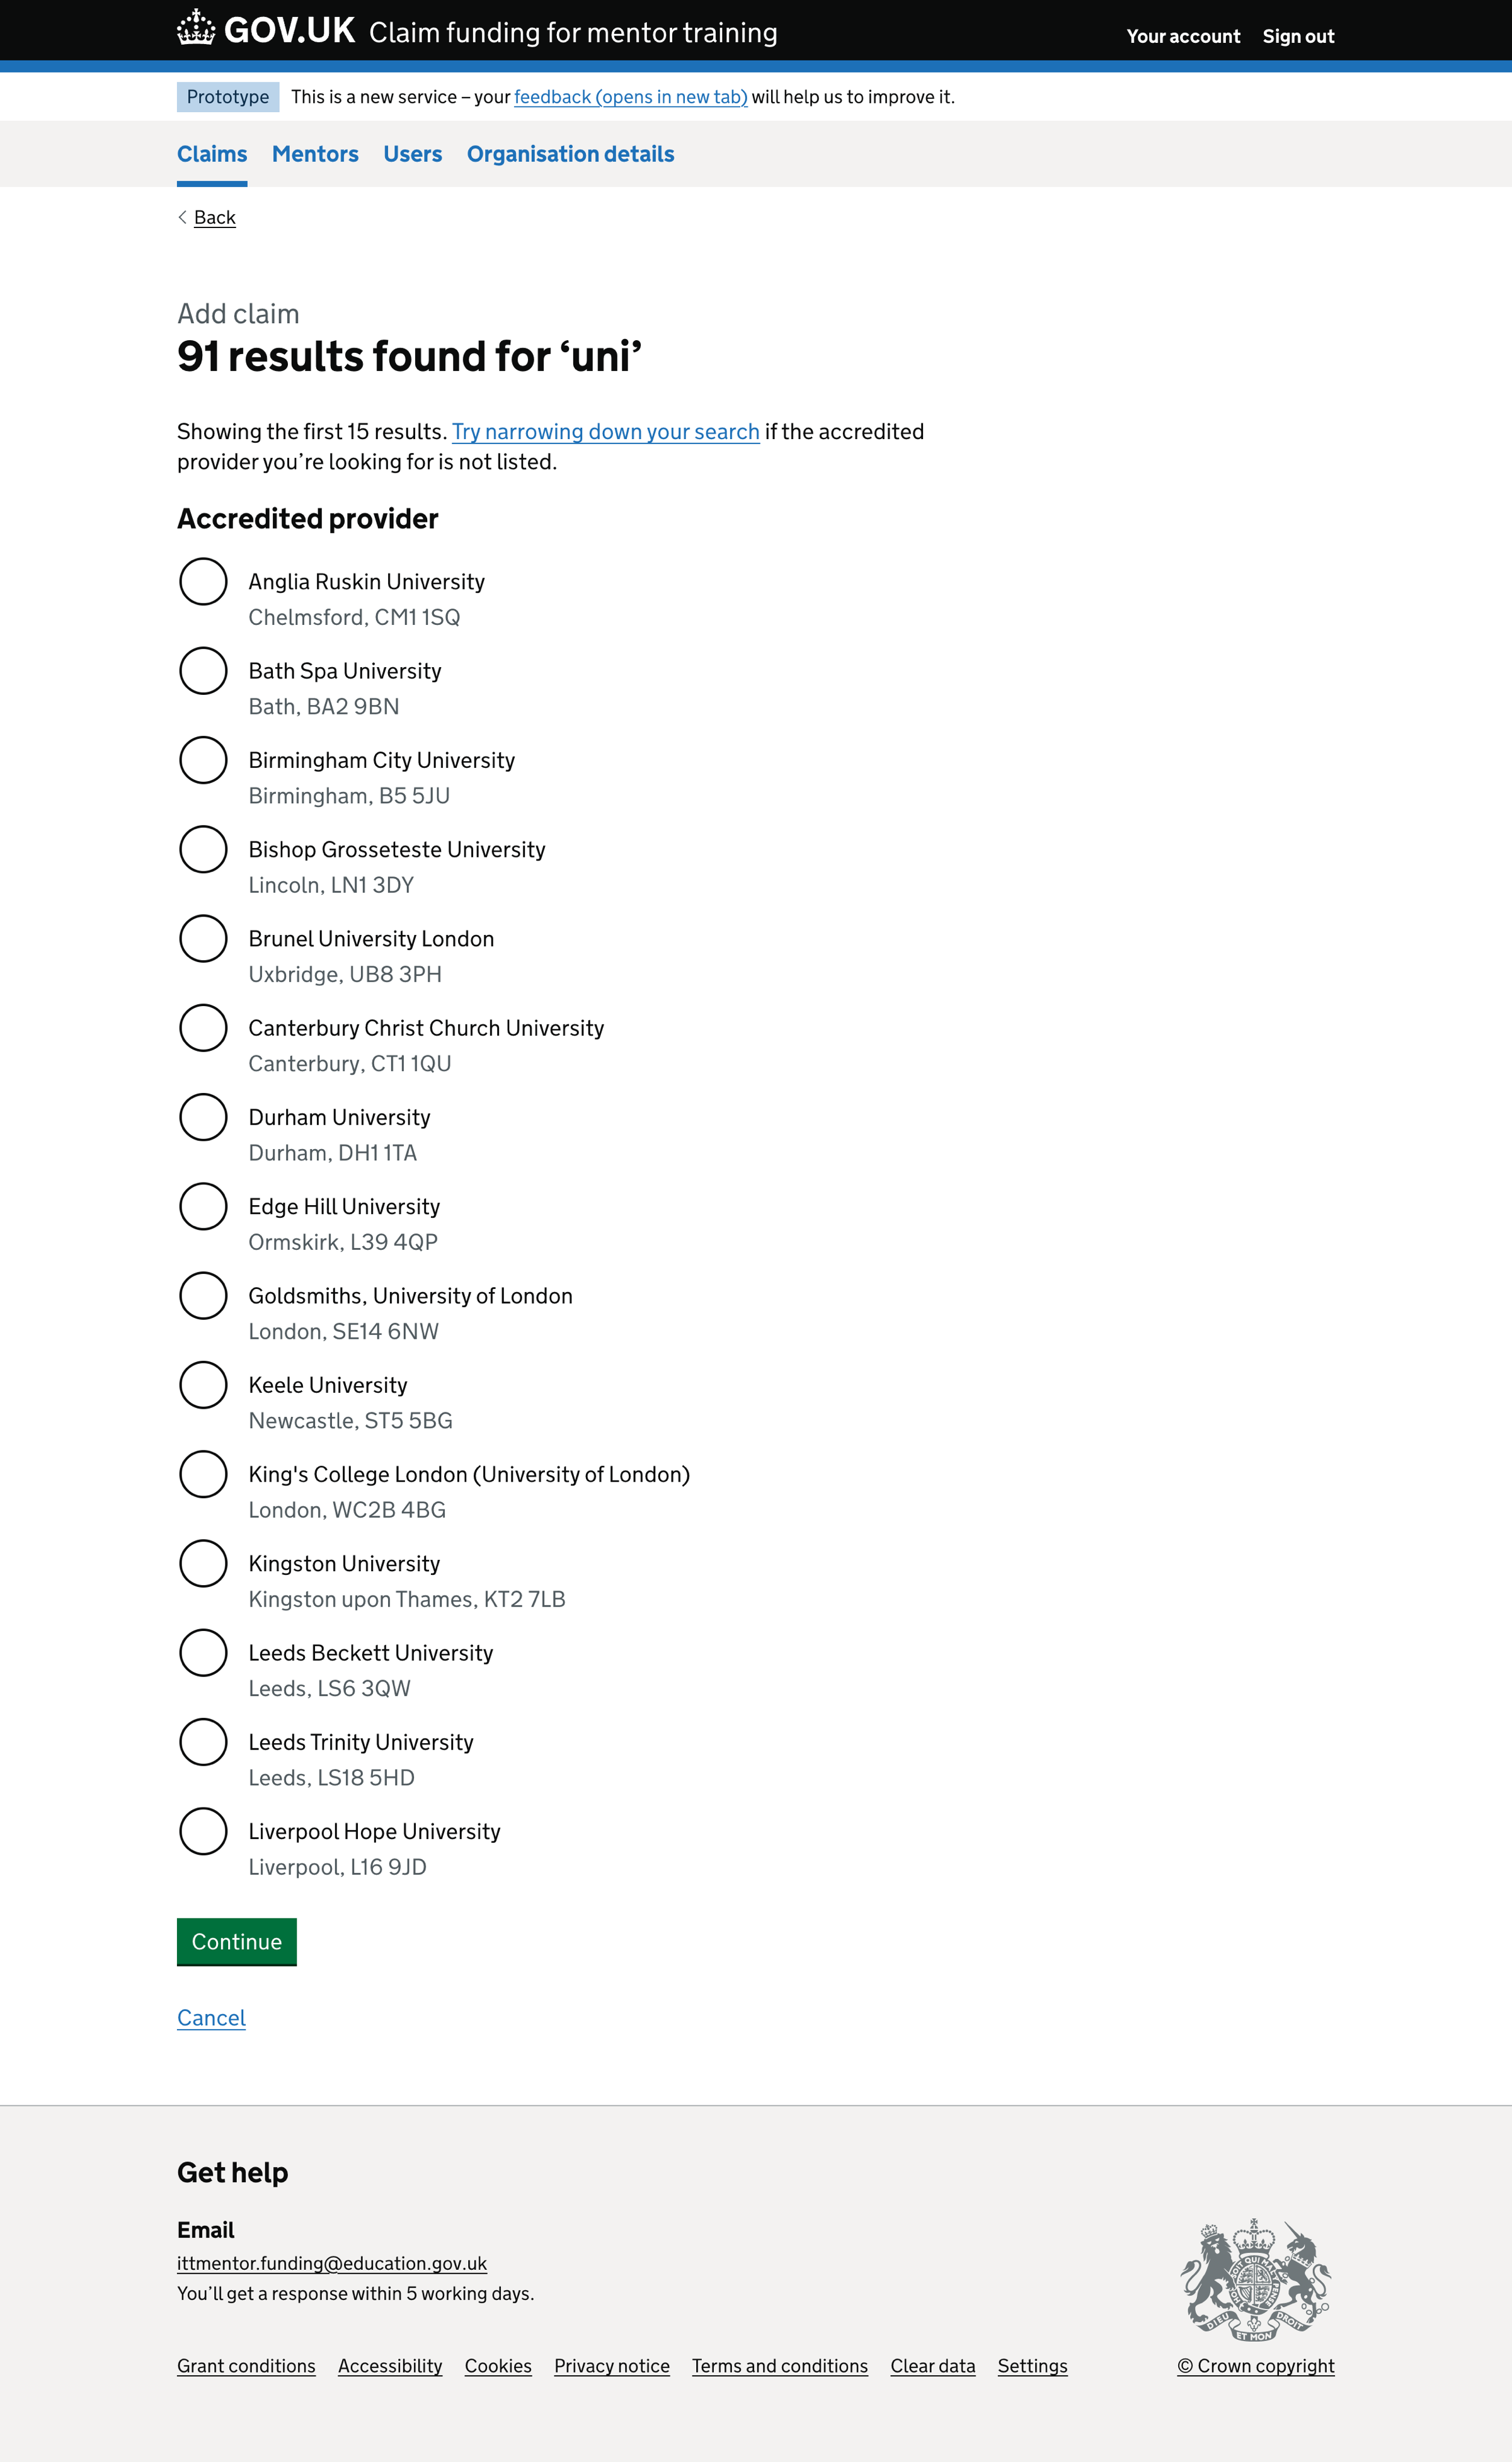 GOV.UK Claim funding for mentor training Your account Sign out
Prototype This is a new service – your feedback (opens in new tab) will help us to improve it.
Claims Mentors Users Organisation details
Back
Add claim
91 results found for ‘uni’
Showing the first 15 results. Try narrowing down your search if the accredited
provider you’re looking for is not listed.
Accredited provider
Anglia Ruskin University
Chelmsford, CM1 1SQ
Bath Spa University
Bath, BA2 9BN
Birmingham City University
Birmingham, B5 5JU
Bishop Grosseteste University
Lincoln, LN1 3DY
Brunel University London
Uxbridge, UB8 3PH
Canterbury Christ Church University
Canterbury, CT1 1QU
Durham University
Durham, DH1 1TA
Edge Hill University
Ormskirk, L39 4QP
Goldsmiths, University of London
London, SE14 6NW
Keele University
Newcastle, ST5 5BG
King's College London (University of London)
London, WC2B 4BG
Kingston University
Kingston upon Thames, KT2 7LB
Leeds Beckett University
Leeds, LS6 3QW
Leeds Trinity University
Leeds, LS18 5HD
Liverpool Hope University
Liverpool, L16 9JD
Continue
Cancel
Get help
Email
ittmentor.funding@education.gov.uk
You’ll get a response within 5 working days.
DIEU ET MON DROIT
Grant conditions Accessibility Cookies Privacy notice Terms and conditions Clear data Settings © Crown copyright